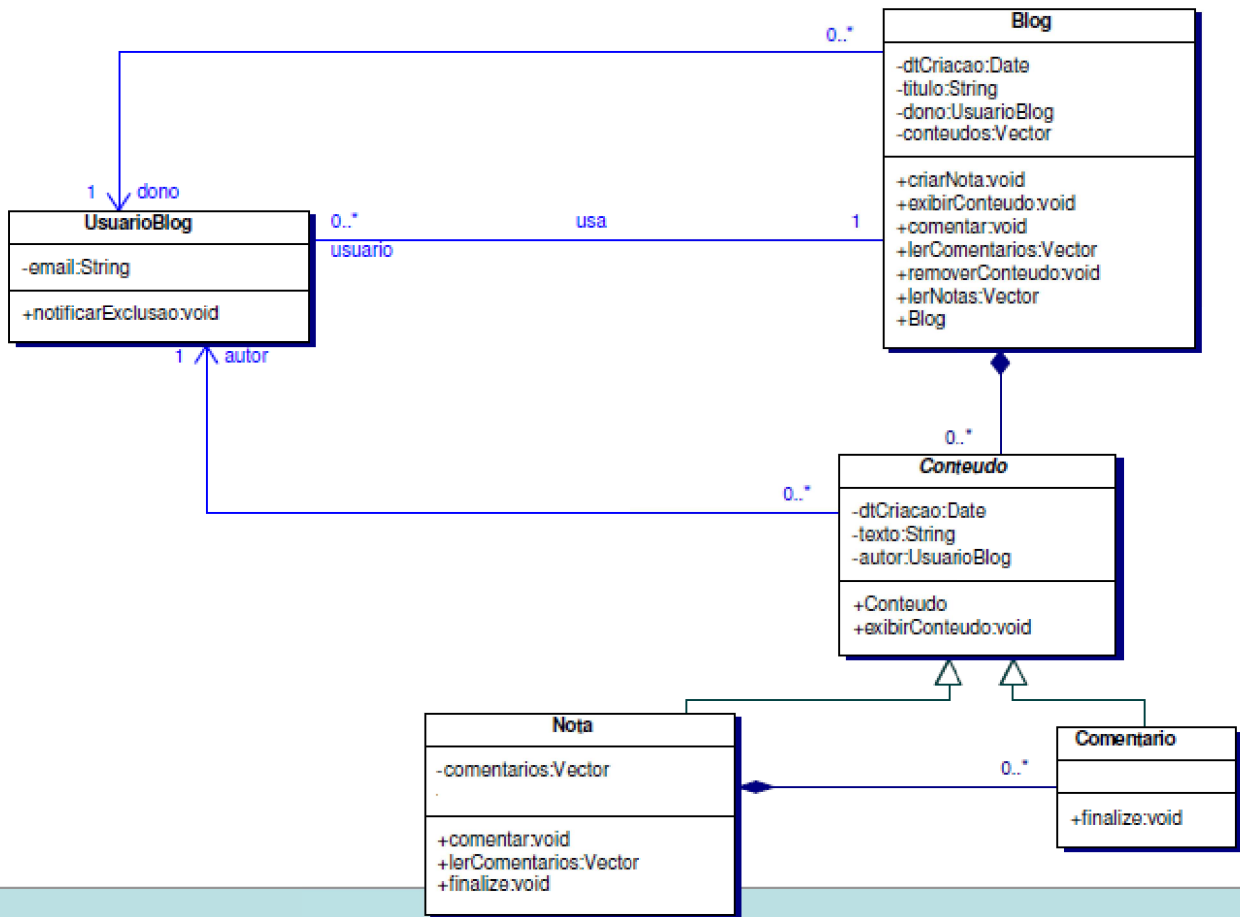 Blog
0..*
-dtCriacao:Date
-titulo:String
-dono:UsuarioBlog
-conteudos:Vector
+criarNota:void
+exibirConteudo:void
+comentar:void
+lerComentarios:Vector
+removerConteudo:void
+lerNotas:Vector
+Blog
1 dono
UsuarioBlog
-email:String
+notificarExclusao:void
0..* usa 1
usuario
1 autor
0..*
Conteudo
0..*
-dtCriacao:Date
-texto:String
-autor:UsuarioBlog
+Conteudo
+exibirConteudo:void
Nota
-comentarios:Vector
+comentar:void
+lerComentarios:Vector
+finalize:void
0..*
Comentario
+finalize:void